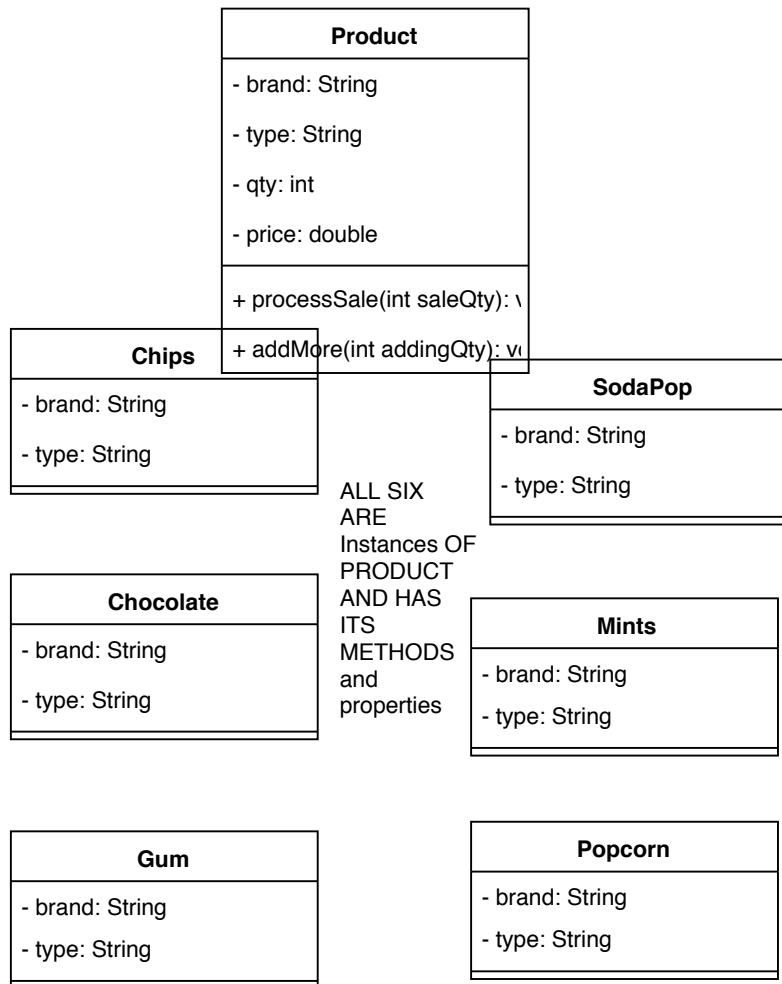 Product
- brand: String
- type: String
- qty: int
- price: double
+ processSale(int saleQty): v
+ addMore(int addingQty): vo
Chips
- brand: String
- type: String
SodaPop
- brand: String
- type: String
ALL SIX
ARE
Instances OF
PRODUCT
AND HAS
ITS
METHODS
and
properties
Chocolate
- brand: String
- type: String
Mints
- brand: String
- type: String
Gum
- brand: String
- type: String
Popcorn
- brand: String
- type: String